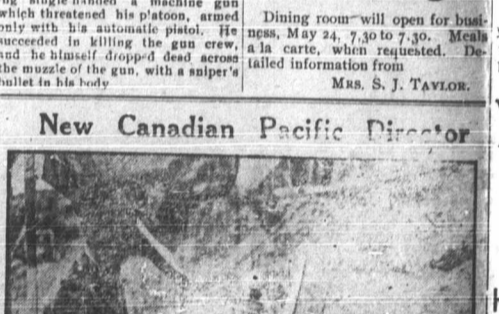 a machine gun
which threatened his platoon, armed
only with his automatic pistol. He
succeeded in killing the gun crew,
and he himself dropped dead across
the muzzle of the gun, with a sniper's
bullet in his body
Dining room will open for busi-
ness, May 24, 7,30 to 7.30. Meals
a la carte, when requested. De-
tailed information from
MRS. S. J. TAYLOR.
New Canadian Pacific Director